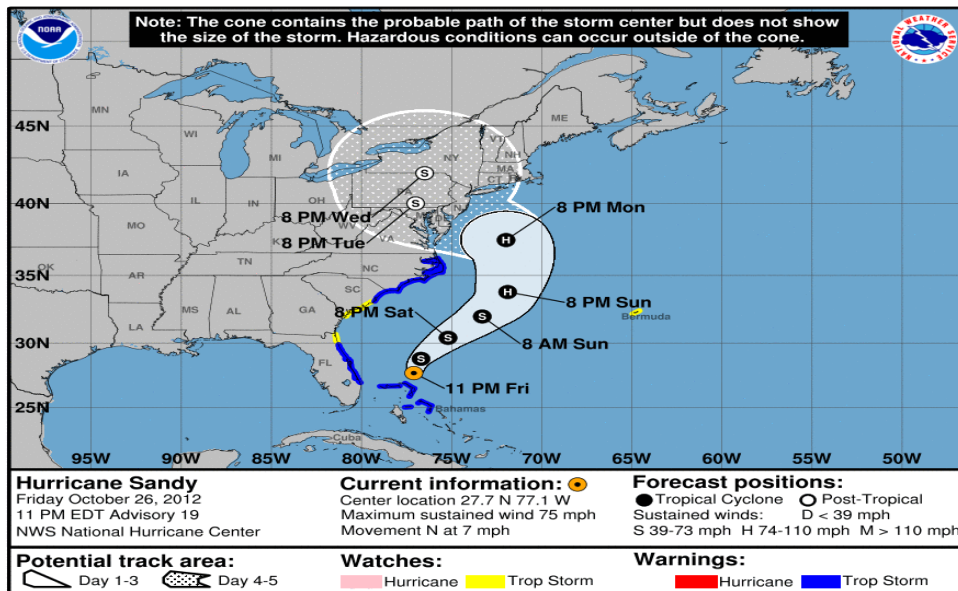 Note: The cone contains the probable path of the storm center but does not show
the size of the storm. Hazardous conditions can occur outside of the cone.
NOAA
NATIONAL WEATHER SERVICE
MN
WI
MI
IA
IL
IN
OH
MO
KY
WV
VA
PA
NY
VT
NH
ME
MA
CT
NJ
MD
DE
OK
AR
TN
NC
SC
MS
AL
GA
LA
FL
45N
40N
35N
30N
25N
8 PM Wed
S
8 PM Tue
S
8 PM Mon
H
8 PM Sun
H
8 AM Sun
S
8 PM Sat
S
S
11 PM Fri
Bermuda
Bahamas
Cuba
95W 90W 85W 80W 75W 70W 65W 60W 55W 50W
Hurricane Sandy
Friday October 26, 2012
11 PM EDT Advisory 19
NWS National Hurricane Center
Current information:
Center location 27.7 N 77.1 W
Maximum sustained wind 75 mph
Movement N at 7 mph
Forecast positions:
Tropical Cyclone Post-Tropical
Sustained winds: D < 39 mph
S 39-73 mph H 74-110 mph M > 110 mph
Potential track area:
Day 1-3 Day 4-5
Watches:
Hurricane Trop Storm
Warnings:
Hurricane Trop Storm